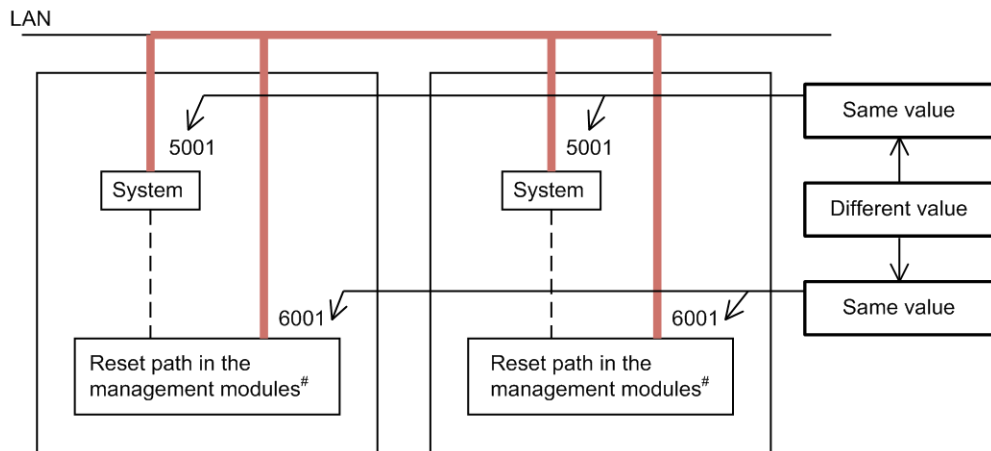 LAN
Same value
5001
5001
System
System
Different value
6001
6001
Same value
Reset path in the
management modules#
Reset path in the
management modules#